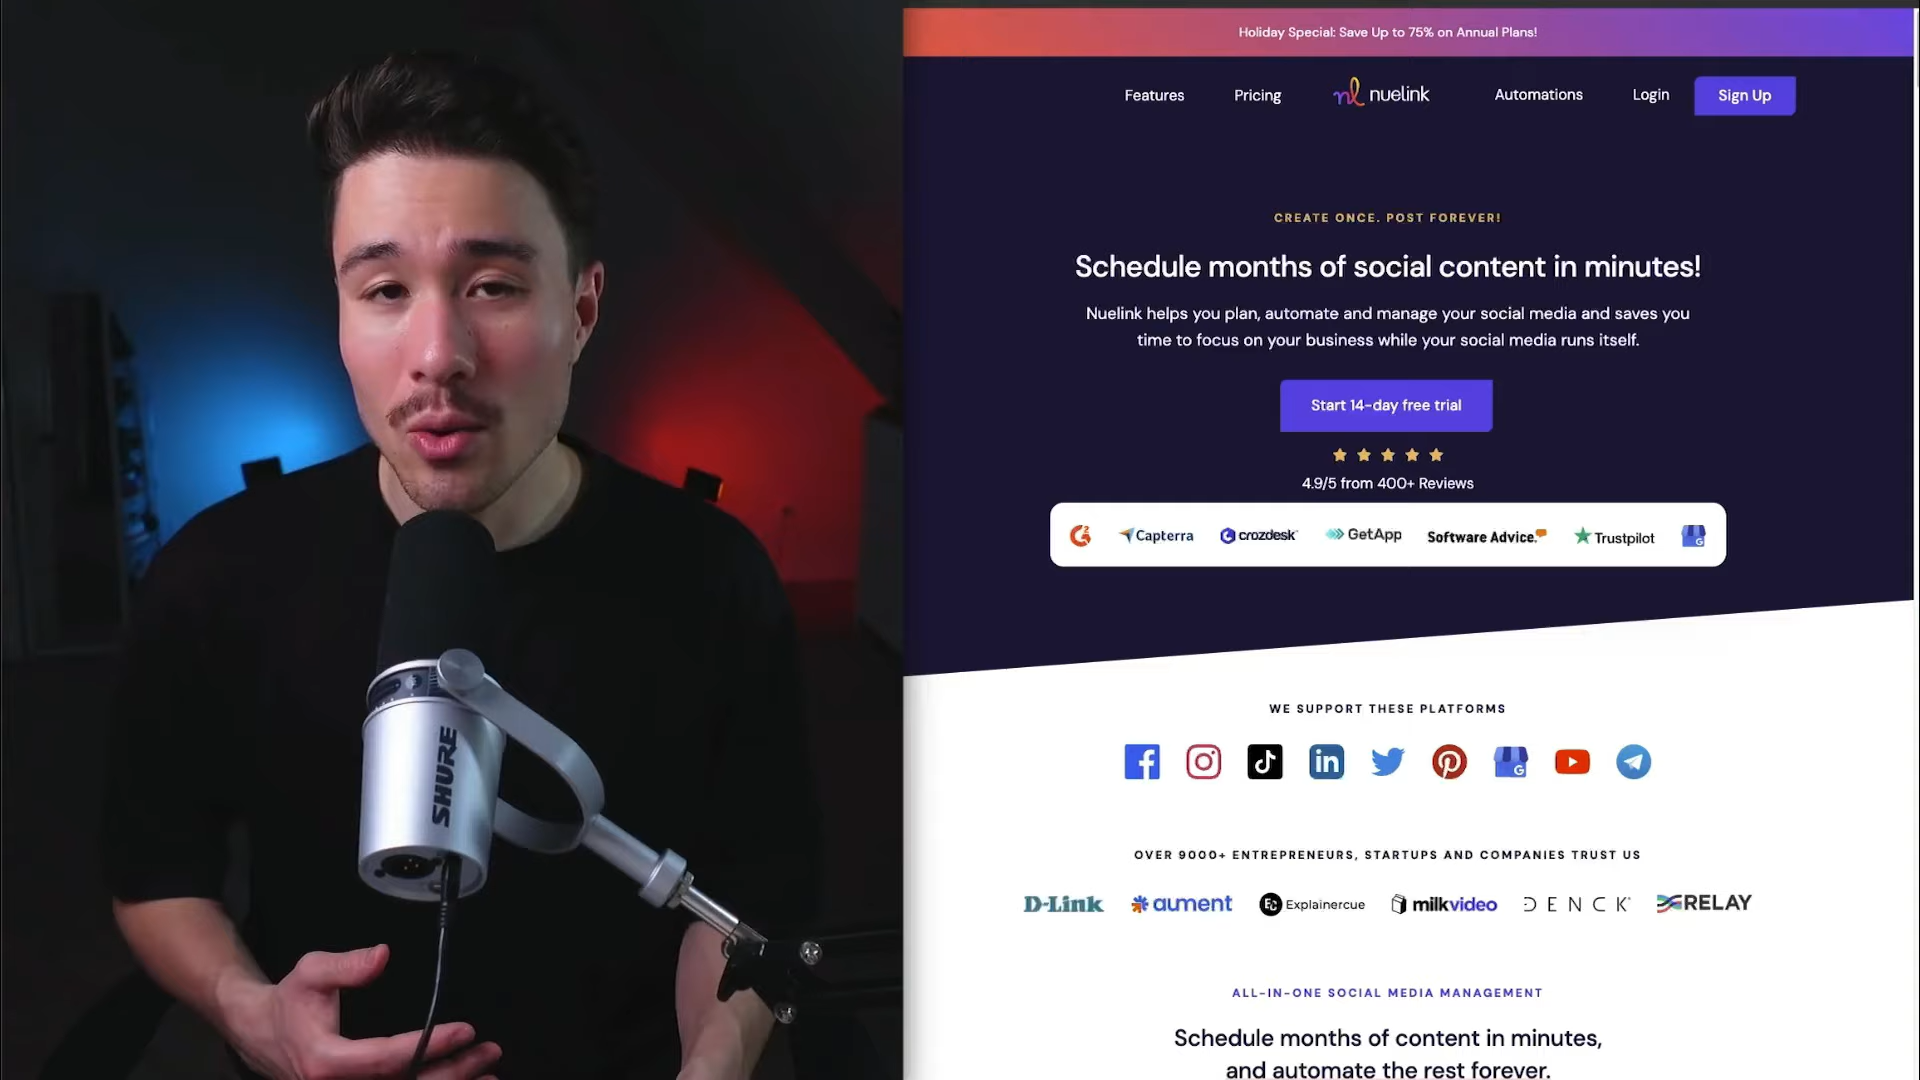 Holiday Special: Save Up to 75% on Annual Plans!
Features
Pricing
nl nuelink
Automations
Login
Sign Up
CREATE ONCE. POST FOREVER!
Schedule months of social content in minutes!
Nuelink helps you plan, automate and manage your social media and saves you
time to focus on your business while your social media runs itself.
Start 14-day free trial
4.9/5 from 400+ Reviews
G2
Capterra
crozdesk
GetApp
Software Advice.
Trustpilot
G
WE SUPPORT THESE PLATFORMS
f
in
G
OVER 9000+ ENTREPRENEURS, STARTUPS AND COMPANIES TRUST US
D-Link
aument
EC Explainercue
milkvideo
DENCK
RELAY
ALL-IN-ONE SOCIAL MEDIA MANAGEMENT
Schedule months of content in minutes,
and automate the rest forever.
SHURE